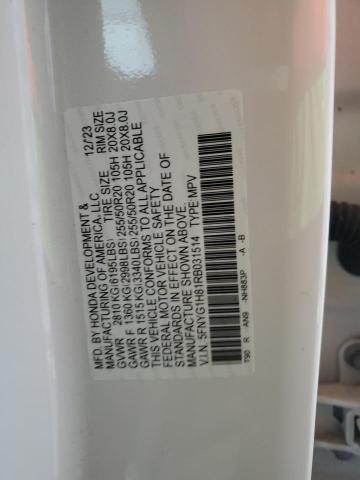 MFD. BY HONDA DEVELOPMENT & 12/23
MANUFACTURING OF AMERICA, LLC
TIRE SIZE RIM SIZE
GVWR 2810 KG(6195LBS)
GAWR F 1360 KG(2998LBS) 255/50R20 105H 20X8.0J
GAWR R 1515 KG(3340LBS) 255/50R20 105H 20X8.0J
THIS VEHICLE CONFORMS TO ALL APPLICABLE
FEDERAL MOTOR VEHICLE SAFETY
STANDARDS IN EFFECT ON THE DATE OF
MANUFACTURE SHOWN ABOVE.
V.I.N. 5FNYG1H81RB031514 TYPE MPV
T90 R AN9 -NH883P -A -B